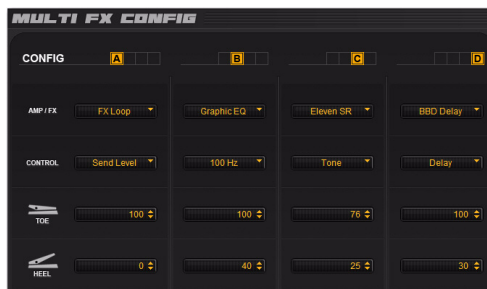 MULTI FX CONFIG
CONFIG A B C D
AMP / FX FX Loop Graphic EQ Eleven SR BBD Delay
CONTROL Send Level 100 Hz Tone Delay
TOE 100 100 76 100
HEEL 0 40 25 30